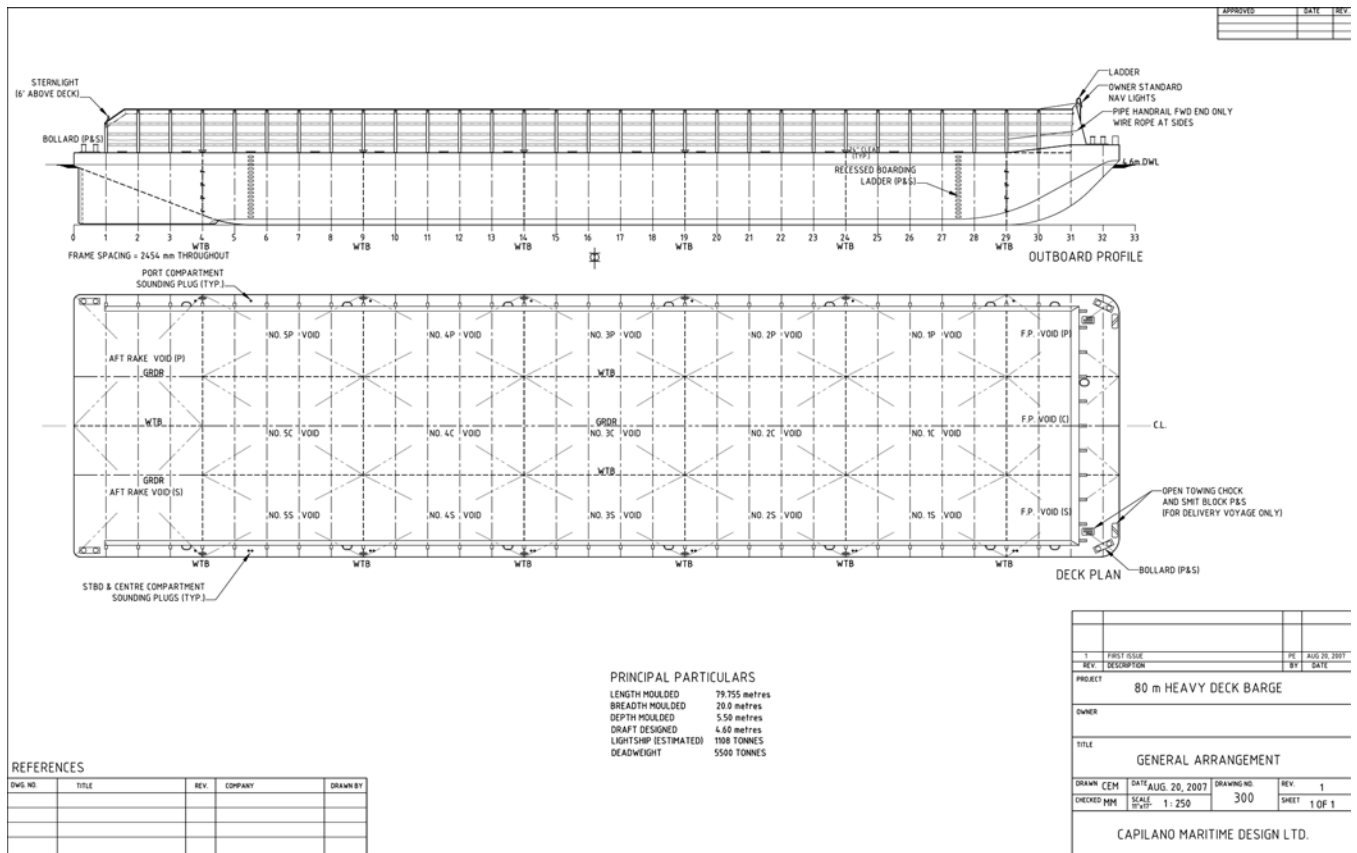 APPROVED DATE REV.
STERNLIGHT
(6' ABOVE DECK)
BOLLARD (P&S)
LADDER
OWNER STANDARD
NAV LIGHTS
PIPE HANDRAIL FWD END ONLY
WIRE ROPE AT SIDES
CLEAT
(TYP.)
RECESSED BOARDING
LADDER (P&S)
4.6m DWL
0 1 2 3 4 5 6 7 8 9 10 11 12 13 14 15 16 17 18 19 20 21 22 23 24 25 26 27 28 29 30 31 32 33
WTB WTB WTB WTB WTB WTB
FRAME SPACING = 2454 mm THROUGHOUT
OUTBOARD PROFILE
PORT COMPARTMENT
SOUNDING PLUG (TYP.)
NO. 5P VOID NO. 4P VOID NO. 3P VOID NO. 2P VOID NO. 1P VOID F.P. VOID (P)
AFT RAKE VOID (P)
GRDR WTB
WTB GRDR F.P. VOID (C) C.L.
NO. 5C VOID NO. 4C VOID NO. 3C VOID NO. 2C VOID NO. 1C VOID
WTB
GRDR
AFT RAKE VOID (S)
NO. 5S VOID NO. 4S VOID NO. 3S VOID NO. 2S VOID NO. 1S VOID F.P. VOID (S)
OPEN TOWING CHOCK
AND SMIT BLOCK P&S
(FOR DELIVERY VOYAGE ONLY)
WTB WTB WTB WTB WTB WTB
DECK PLAN
BOLLARD (P&S)
STBD & CENTRE COMPARTMENT
SOUNDING PLUGS (TYP.)
PRINCIPAL PARTICULARS
LENGTH MOULDED 79.755 metres
BREADTH MOULDED 20.0 metres
DEPTH MOULDED 5.50 metres
DRAFT DESIGNED 4.60 metres
LIGHTSHIP (ESTIMATED) 1108 TONNES
DEADWEIGHT 5500 TONNES
REFERENCES
DWG. NO. TITLE REV. COMPANY DRAWN BY
1 FIRST ISSUE PE AUG 20, 2007
REV. DESCRIPTION BY DATE
PROJECT
80 m HEAVY DECK BARGE
OWNER
TITLE
GENERAL ARRANGEMENT
DRAWN CEM DATE AUG. 20, 2007 DRAWING NO. 300 REV. 1
CHECKED MM SCALE 11"x17" 1 : 250 SHEET 1 OF 1
CAPILANO MARITIME DESIGN LTD.